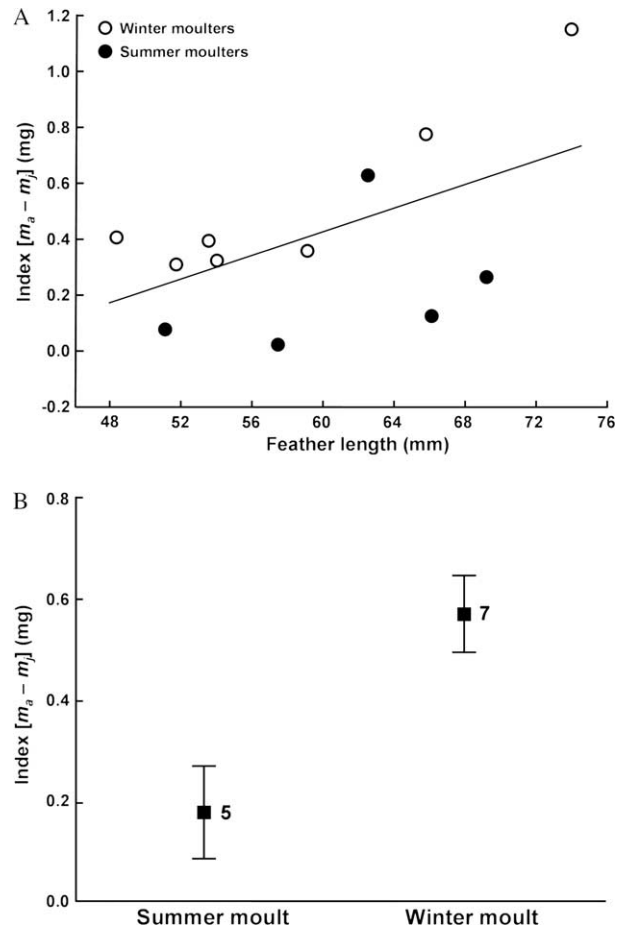 A
Winter moulters
Summer moulters
1.2
1.0
0.8
0.6
0.4
0.2
0.0
-0.2
Index [mₐ – mⱼ] (mg)
48 52 56 60 64 68 72 76
Feather length (mm)
B
0.8
0.6
0.4
0.2
0.0
Index [mₐ – mⱼ] (mg)
7
5
Summer moult Winter moult